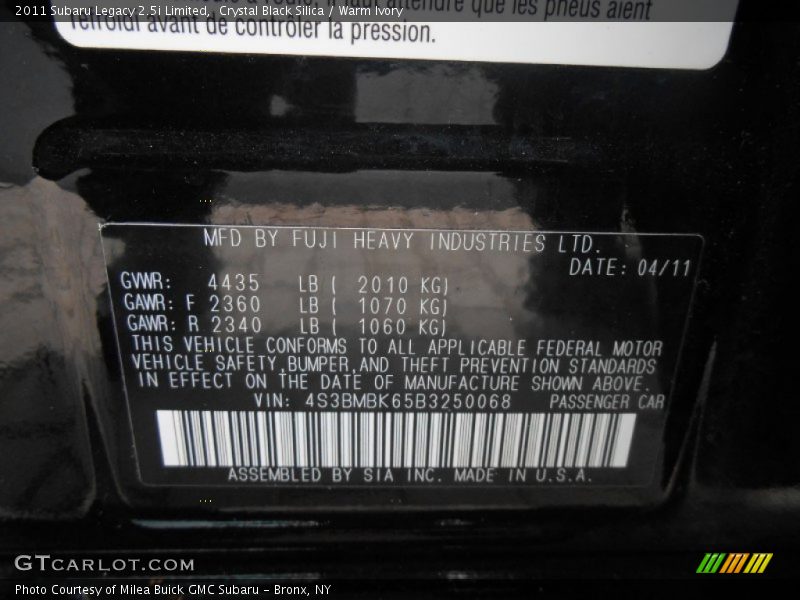 2011 Subaru Legacy 2.5i Limited, Crystal Black Silica / Warm Ivory
que les pneus aient
refroidi avant de contrôler la pression.
MFD BY FUJI HEAVY INDUSTRIES LTD.
DATE: 04/11
GVWR: 4435 LB ( 2010 KG)
GAWR: F 2360 LB ( 1070 KG)
GAWR: R 2340 LB ( 1060 KG)
THIS VEHICLE CONFORMS TO ALL APPLICABLE FEDERAL MOTOR
VEHICLE SAFETY,BUMPER,AND THEFT PREVENTION STANDARDS
IN EFFECT ON THE DATE OF MANUFACTURE SHOWN ABOVE.
VIN: 4S3BMBK65B3250068 PASSENGER CAR
ASSEMBLED BY SIA INC. MADE IN U.S.A.
GTCARLOT.COM
Photo Courtesy of Milea Buick GMC Subaru - Bronx, NY